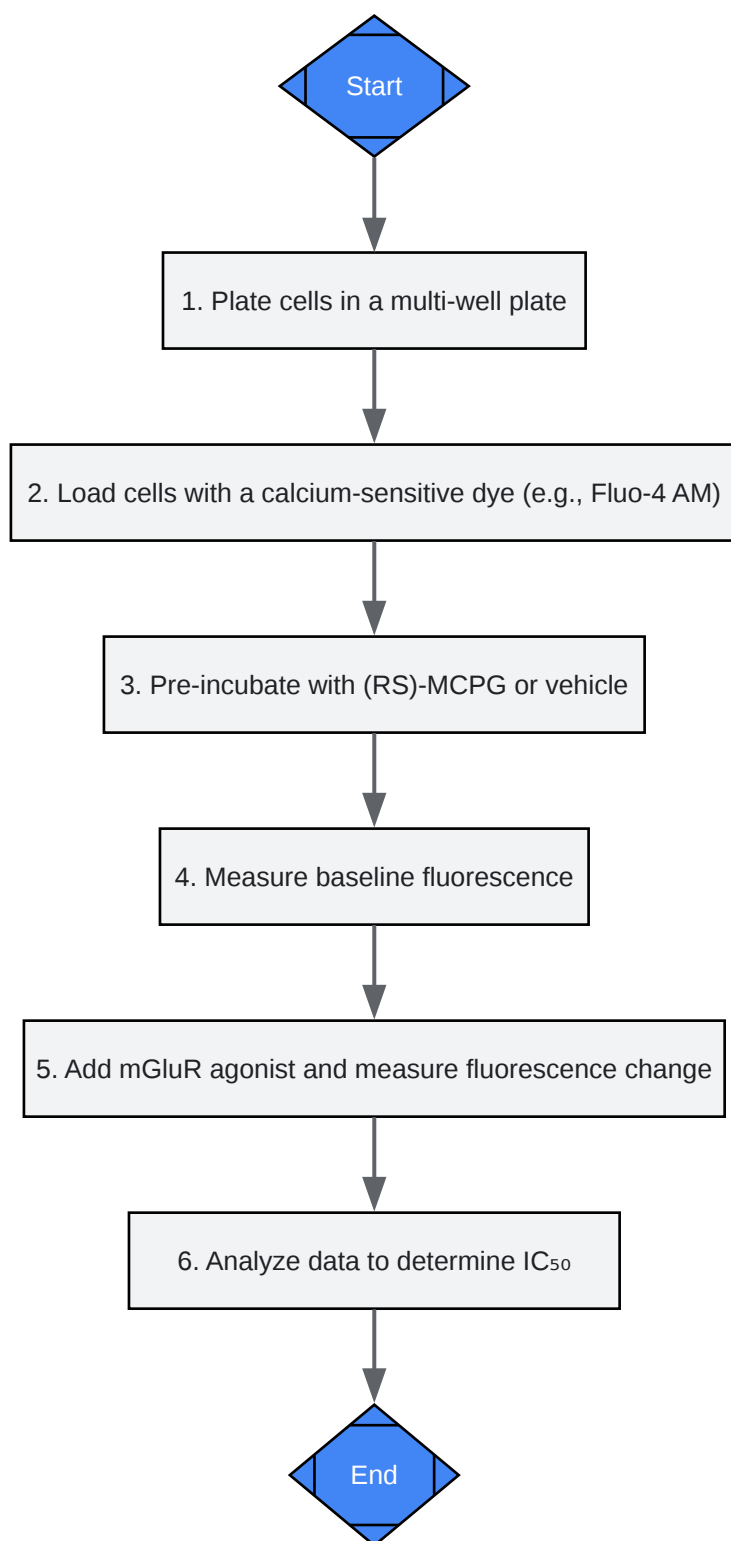 Start
1. Plate cells in a multi-well plate
2. Load cells with a calcium-sensitive dye (e.g., Fluo-4 AM)
3. Pre-incubate with (RS)-MCPG or vehicle
4. Measure baseline fluorescence
5. Add mGluR agonist and measure fluorescence change
6. Analyze data to determine IC₅₀
End